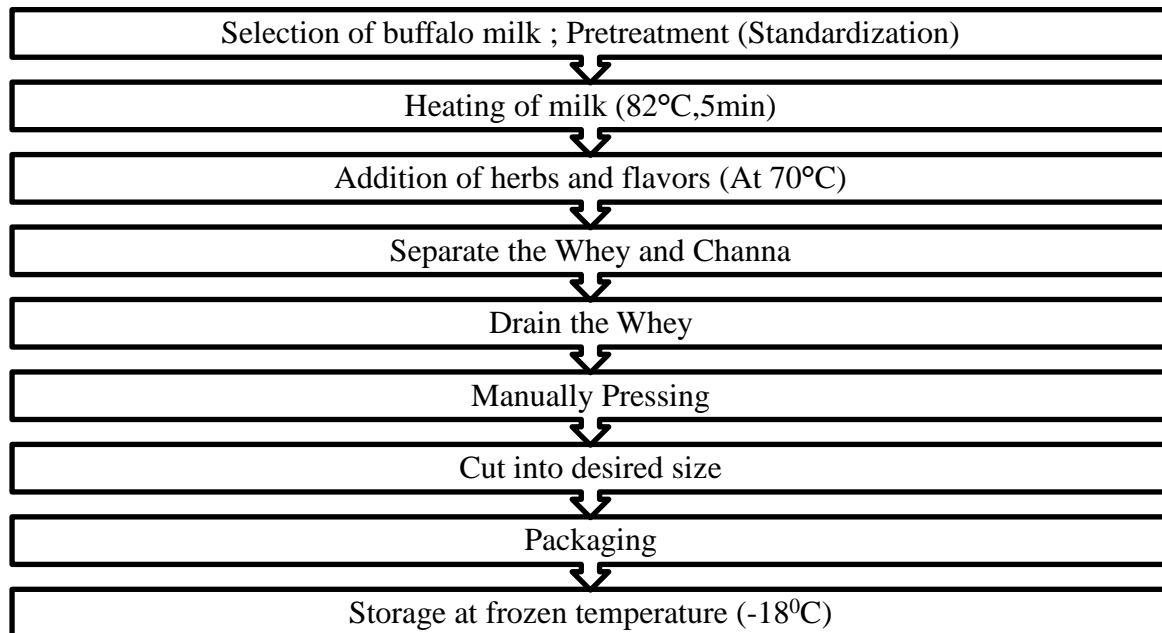 Selection of buffalo milk ; Pretreatment (Standardization)
Heating of milk (82°C,5min)
Addition of herbs and flavors (At 70°C)
Separate the Whey and Channa
Drain the Whey
Manually Pressing
Cut into desired size
Packaging
Storage at frozen temperature (-18⁰C)